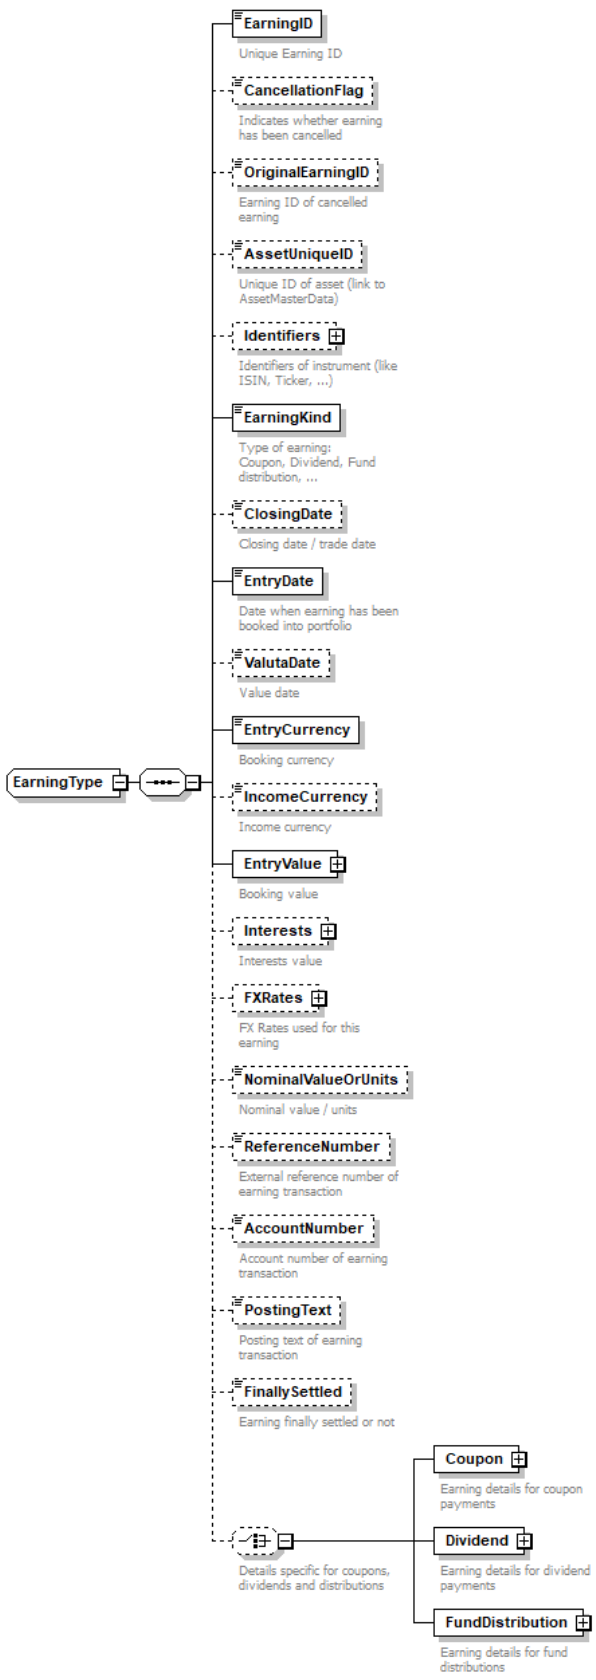 EarningID
Unique Earning ID
CancellationFlag
Indicates whether earning
has been cancelled
OriginalEarningID
Earning ID of cancelled
earning
AssetUniqueID
Unique ID of asset (link to
AssetMasterData)
Identifiers
Identifiers of instrument (like
ISIN, Ticker, ...)
EarningKind
Type of earning:
Coupon, Dividend, Fund
distribution, ...
ClosingDate
Closing date / trade date
EntryDate
Date when earning has been
booked into portfolio
ValutaDate
Value date
EntryCurrency
Booking currency
EarningType
IncomeCurrency
Income currency
EntryValue
Booking value
Interests
Interests value
FXRates
FX Rates used for this
earning
NominalValueOrUnits
Nominal value / units
ReferenceNumber
External reference number of
earning transaction
AccountNumber
Account number of earning
transaction
PostingText
Posting text of earning
transaction
FinallySettled
Earning finally settled or not
Details specific for coupons,
dividends and distributions
Coupon
Earning details for coupon
payments
Dividend
Earning details for dividend
payments
FundDistribution
Earning details for fund
distributions